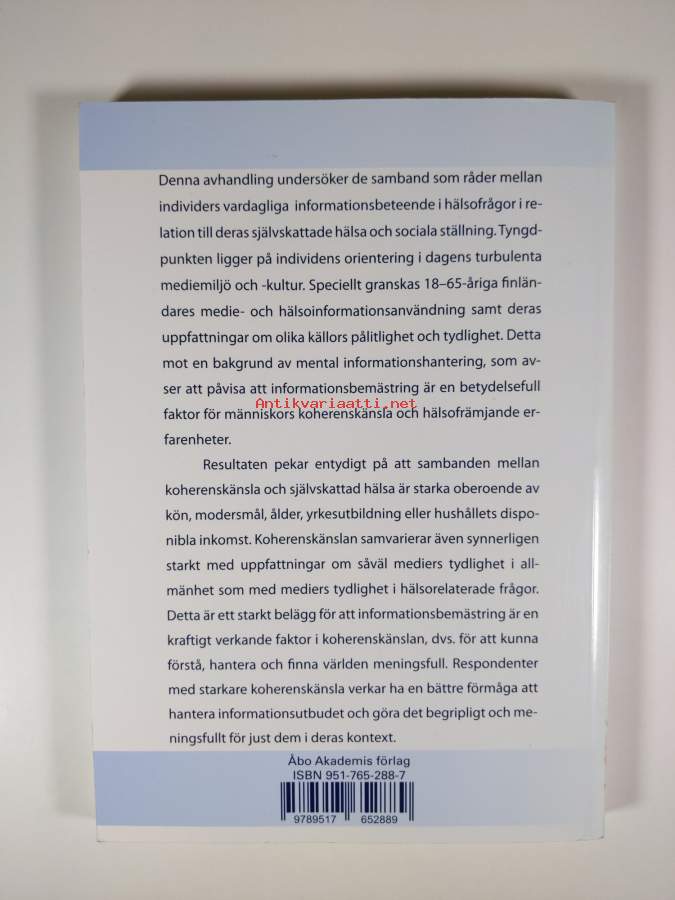 Denna avhandling undersöker de samband som råder mellan
individers vardagliga informationsbeteende i hälsofrågor i re-
lation till deras självskattade hälsa och sociala ställning. Tyngd-
punkten ligger på individens orientering i dagens turbulenta
mediemiljö och -kultur. Speciellt granskas 18–65-åriga finlän-
dares medie- och hälsoinformationsanvändning samt deras
uppfattningar om olika källors pålitlighet och tydlighet. Detta
mot en bakgrund av mental informationshantering, som av-
ser att påvisa att informationsbemästring är en betydelsefull
Antikvariaatti.net
faktor för människors koherenskänsla och hälsofrämjande er-
farenheter.
Resultaten pekar entydigt på att sambanden mellan
koherenskänsla och självskattad hälsa är starka oberoende av
kön, modersmål, ålder, yrkesutbildning eller hushållets dispo-
nibla inkomst. Koherenskänslan samvarierar även synnerligen
starkt med uppfattningar om såväl mediers tydlighet i all-
mänhet som med mediers tydlighet i hälsorelaterade frågor.
Detta är ett starkt belägg för att informationsbemästring är en
kraftigt verkande faktor i koherenskänslan, dvs. för att kunna
förstå, hantera och finna världen meningsfull. Respondenter
med starkare koherenskänsla verkar ha en bättre förmåga att
hantera informationsutbudet och göra det begripligt och me-
ningsfullt för just dem i deras kontext.
Åbo Akademis förlag
ISBN 951-765-288-7
9789517 652889